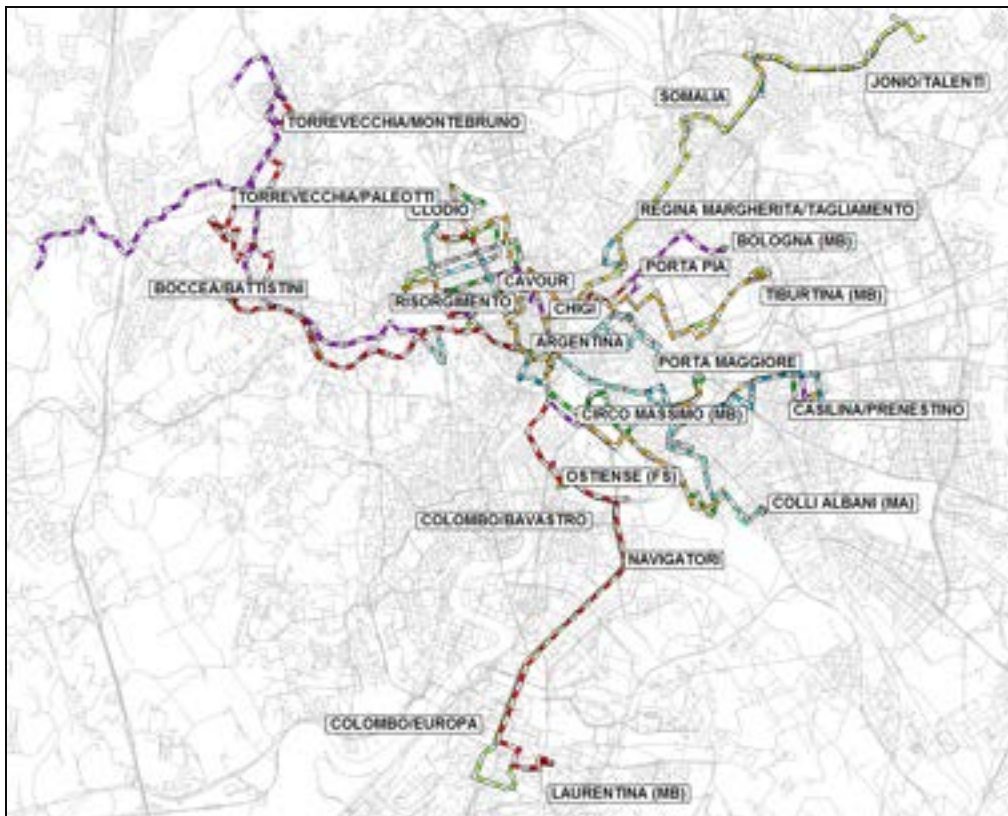 JONIO/TALENTI
SOMALIA
TORREVECCHIA/MONTEBRUNO
TORREVECCHIA/PALEOTTI
CLODIO
REGINA MARGHERITA/TAGLIAMENTO
BOLOGNA (MB)
PORTA PIA
CAVOUR
BOCCEA/BATTISTINI
RISORGIMENTO
CHIGI
TIBURTINA (MB)
ARGENTINA
PORTA MAGGIORE
CIRCO MASSIMO (MB)
CASILINA/PRENESTINO
OSTIENSE (FS)
COLLI ALBANI (MA)
COLOMBO/BAVASTRO
NAVIGATORI
COLOMBO/EUROPA
LAURENTINA (MB)